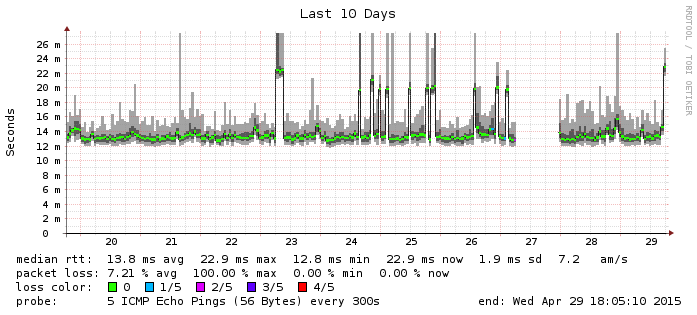 Last 10 Days
RRDTOOL / TOBI OETIKER
Seconds
26 m
24 m
22 m
20 m
18 m
16 m
14 m
12 m
10 m
8 m
6 m
4 m
2 m
0
20 21 22 23 24 25 26 27 28 29
median rtt: 13.8 ms avg 22.9 ms max 12.8 ms min 22.9 ms now 1.9 ms sd 7.2 am/s
packet loss: 7.21 % avg 100.00 % max 0.00 % min 0.00 % now
loss color: 0 1/5 2/5 3/5 4/5
probe: 5 ICMP Echo Pings (56 Bytes) every 300s end: Wed Apr 29 18:05:10 2015